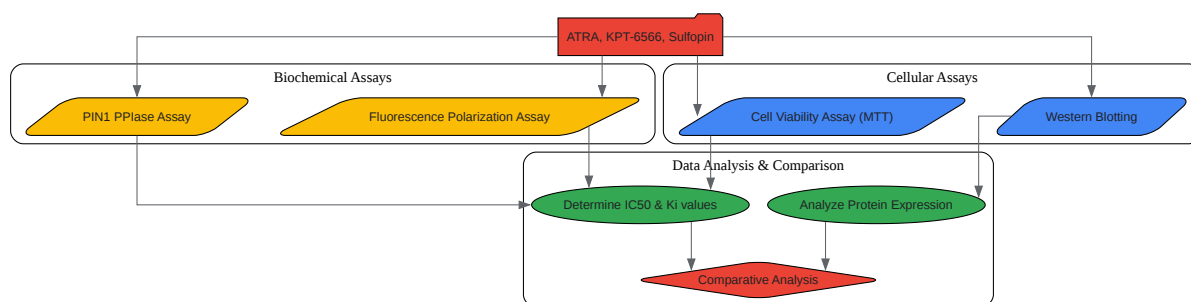 ATRA, KPT-6566, Sulfopin
Biochemical Assays
Cellular Assays
PIN1 PPIase Assay
Fluorescence Polarization Assay
Cell Viability Assay (MTT)
Western Blotting
Data Analysis & Comparison
Determine IC50 & Ki values
Analyze Protein Expression
Comparative Analysis